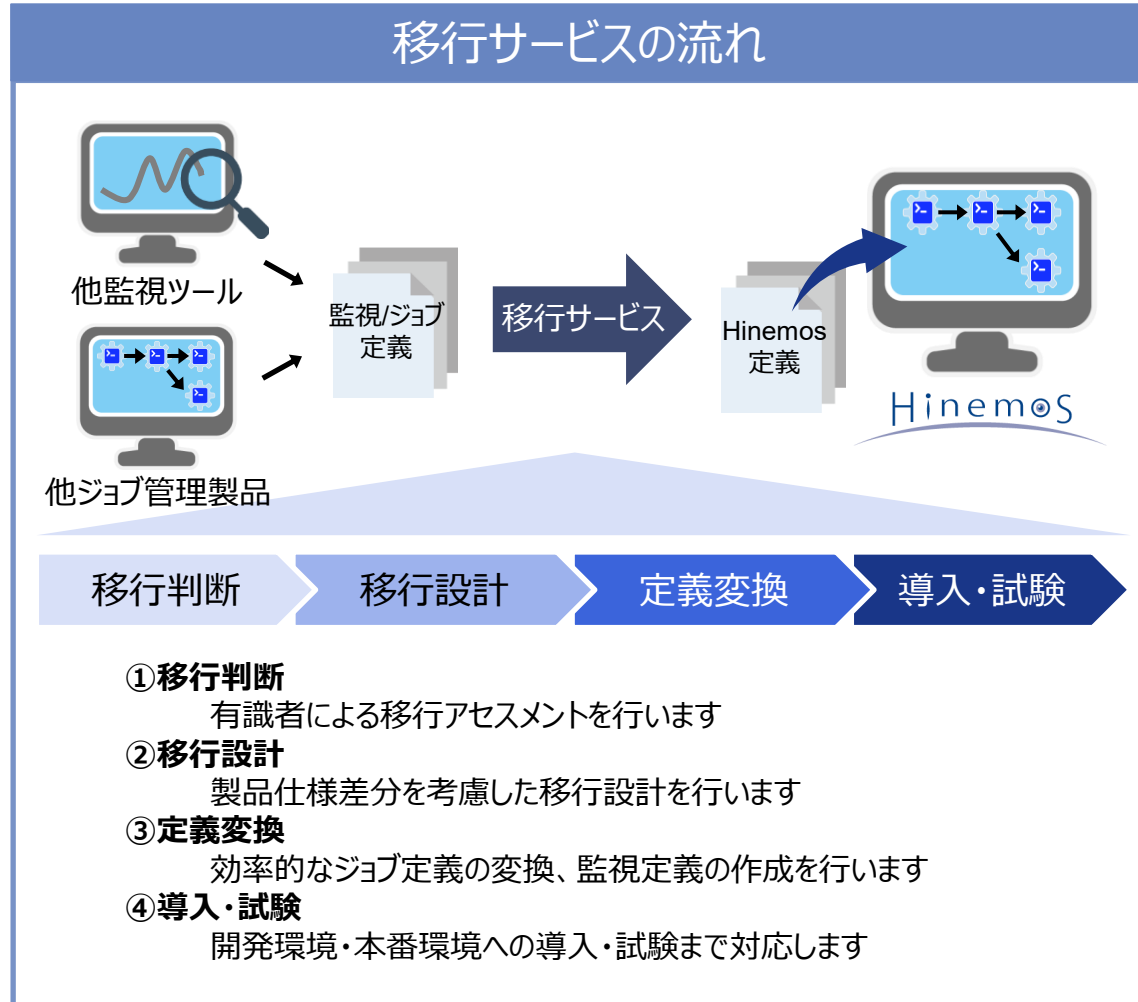 移行サービスの流れ
他監視ツール
他ジョブ管理製品
監視/ジョブ
定義
移行サービス
Hinemos
定義
Hinemos
移行判断
移行設計
定義変換
導入・試験
①移行判断
有識者による移行アセスメントを行います
②移行設計
製品仕様差分を考慮した移行設計を行います
③定義変換
効率的なジョブ定義の変換、監視定義の作成を行います
④導入・試験
開発環境・本番環境への導入・試験まで対応します